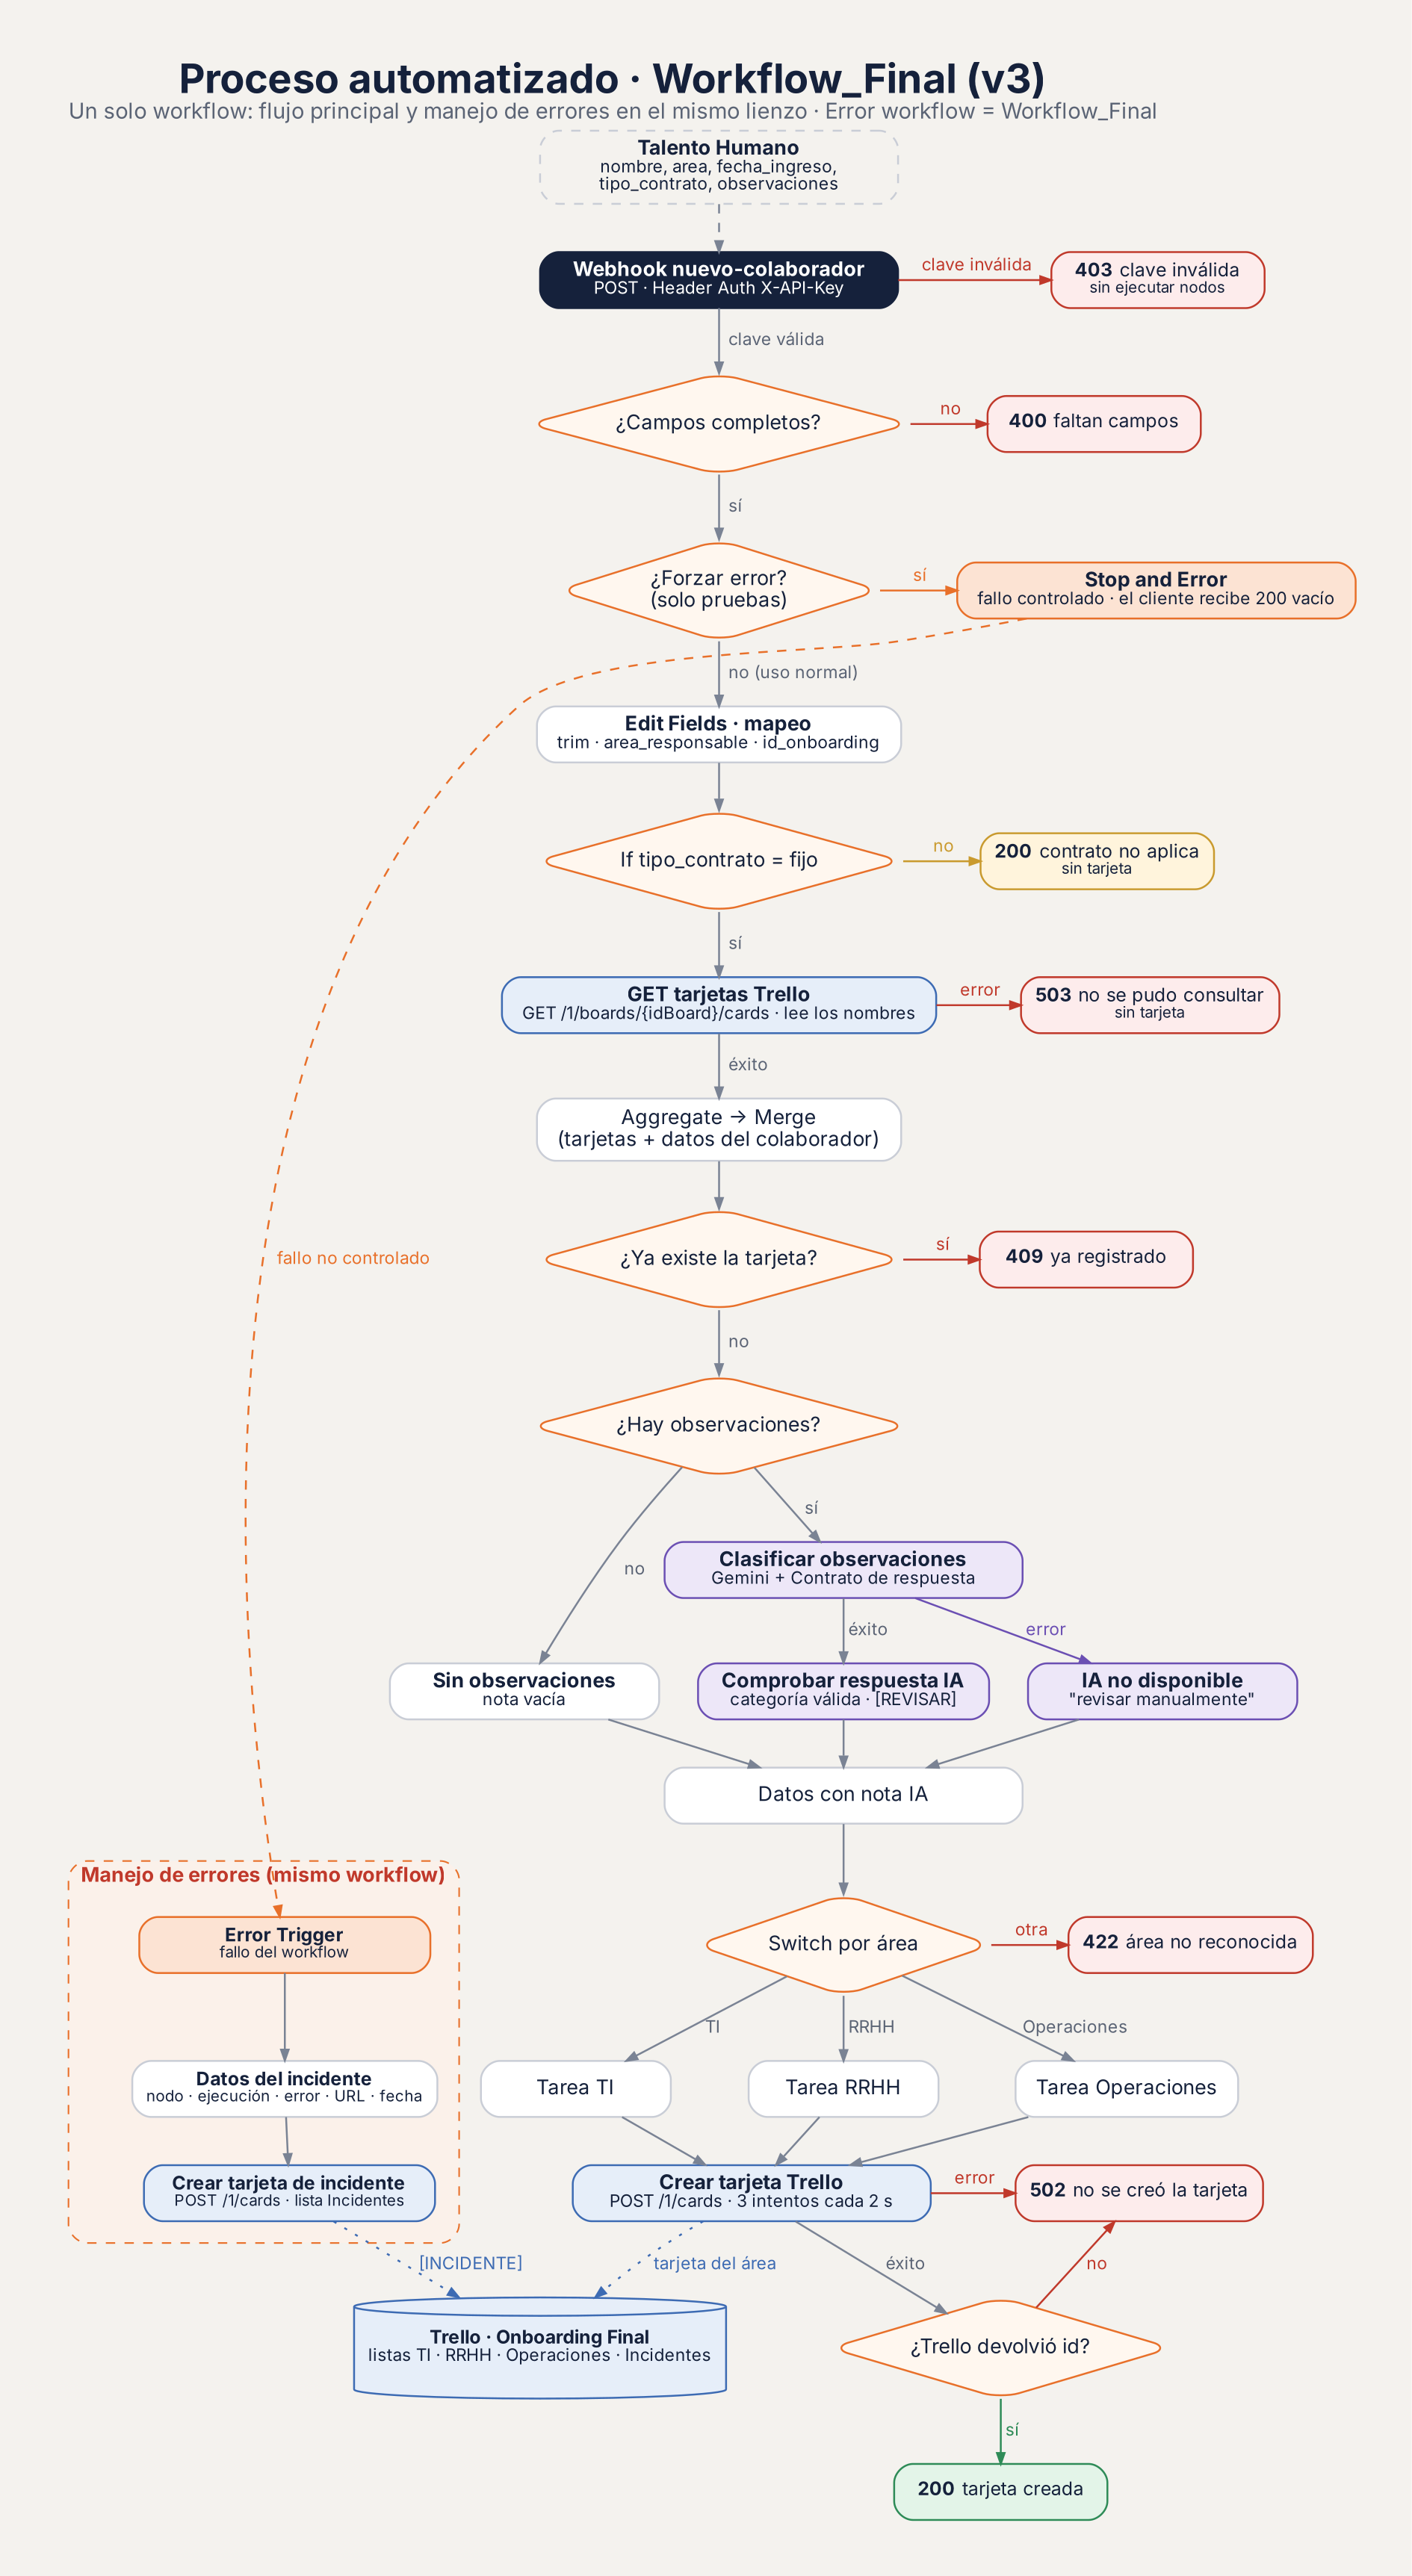 Proceso automatizado · Workflow_Final (v3)
Un solo workflow: flujo principal y manejo de errores en el mismo lienzo · Error workflow = Workflow_Final
Talento Humano
nombre, area, fecha_ingreso,
tipo_contrato, observaciones
Webhook nuevo-colaborador
POST · Header Auth X-API-Key
clave inválida
403 clave inválida
sin ejecutar nodos
clave válida
¿Campos completos?
no
400 faltan campos
sí
¿Forzar error?
(solo pruebas)
sí
Stop and Error
fallo controlado · el cliente recibe 200 vacío
no (uso normal)
Edit Fields · mapeo
trim · area_responsable · id_onboarding
If tipo_contrato = fijo
no
200 contrato no aplica
sin tarjeta
sí
GET tarjetas Trello
GET /1/boards/{idBoard}/cards · lee los nombres
error
503 no se pudo consultar
sin tarjeta
éxito
Aggregate → Merge
(tarjetas + datos del colaborador)
fallo no controlado
¿Ya existe la tarjeta?
sí
409 ya registrado
no
¿Hay observaciones?
sí
no
Clasificar observaciones
Gemini + Contrato de respuesta
éxito
error
Sin observaciones
nota vacía
Comprobar respuesta IA
categoría válida · [REVISAR]
IA no disponible
"revisar manualmente"
Datos con nota IA
Manejo de errores (mismo workflow)
Error Trigger
fallo del workflow
Switch por área
otra
422 área no reconocida
TI
RRHH
Operaciones
Datos del incidente
nodo · ejecución · error · URL · fecha
Tarea TI
Tarea RRHH
Tarea Operaciones
Crear tarjeta de incidente
POST /1/cards · lista Incidentes
Crear tarjeta Trello
POST /1/cards · 3 intentos cada 2 s
error
502 no se creó la tarjeta
[INCIDENTE]
tarjeta del área
éxito
no
Trello · Onboarding Final
listas TI · RRHH · Operaciones · Incidentes
¿Trello devolvió id?
sí
200 tarjeta creada